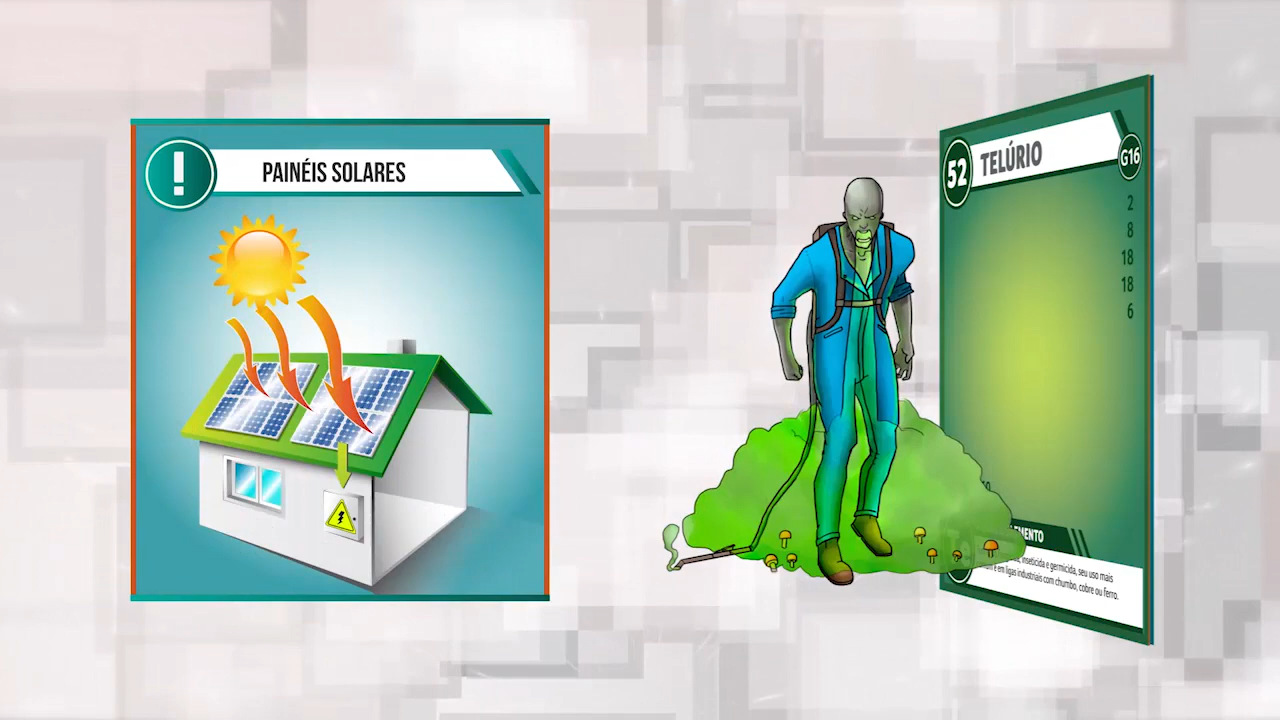 !
PAINÉIS SOLARES
52
TELÚRIO
G16
2
8
18
18
6
inseticida e germicida, seu uso mais
é em ligas industriais com chumbo, cobre ou ferro.